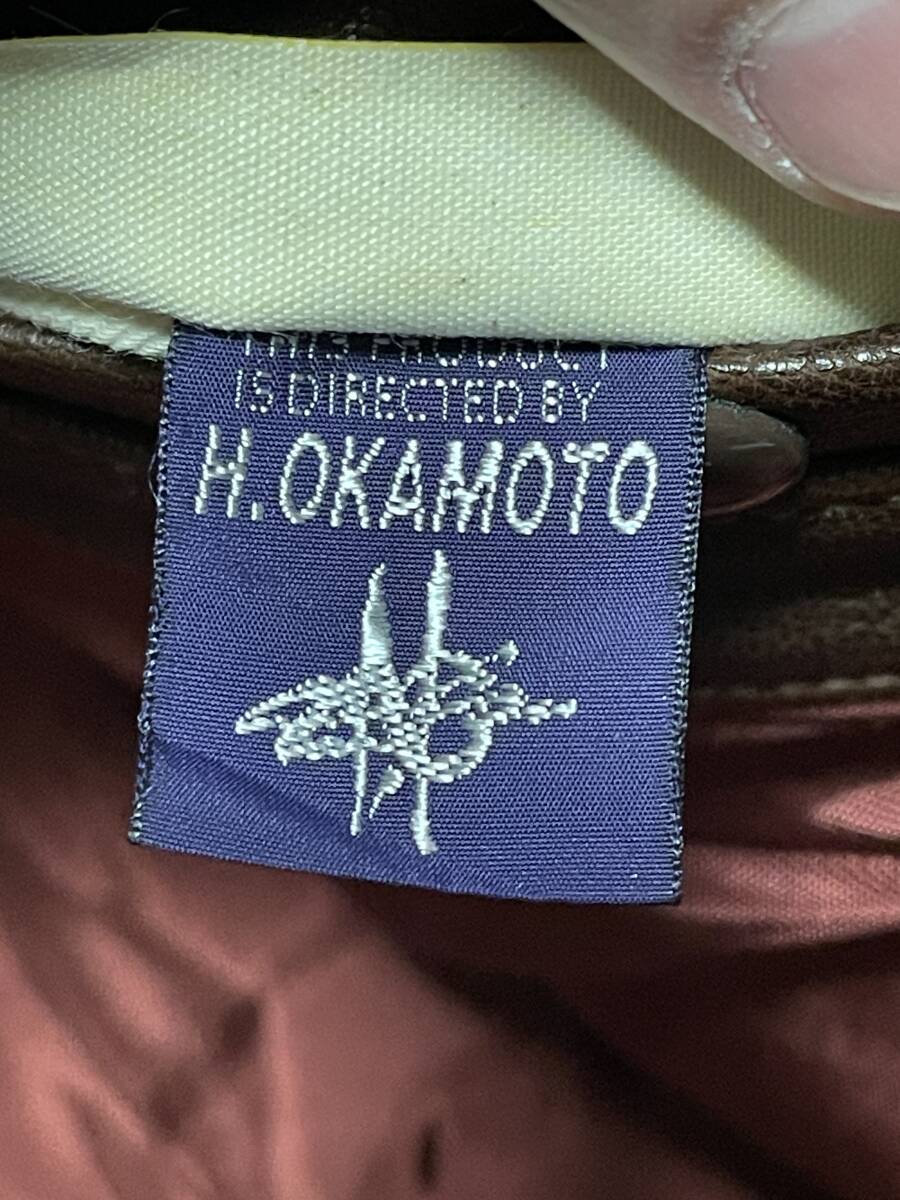 THIS PRODUCT
IS DIRECTED BY
H.OKAMOTO